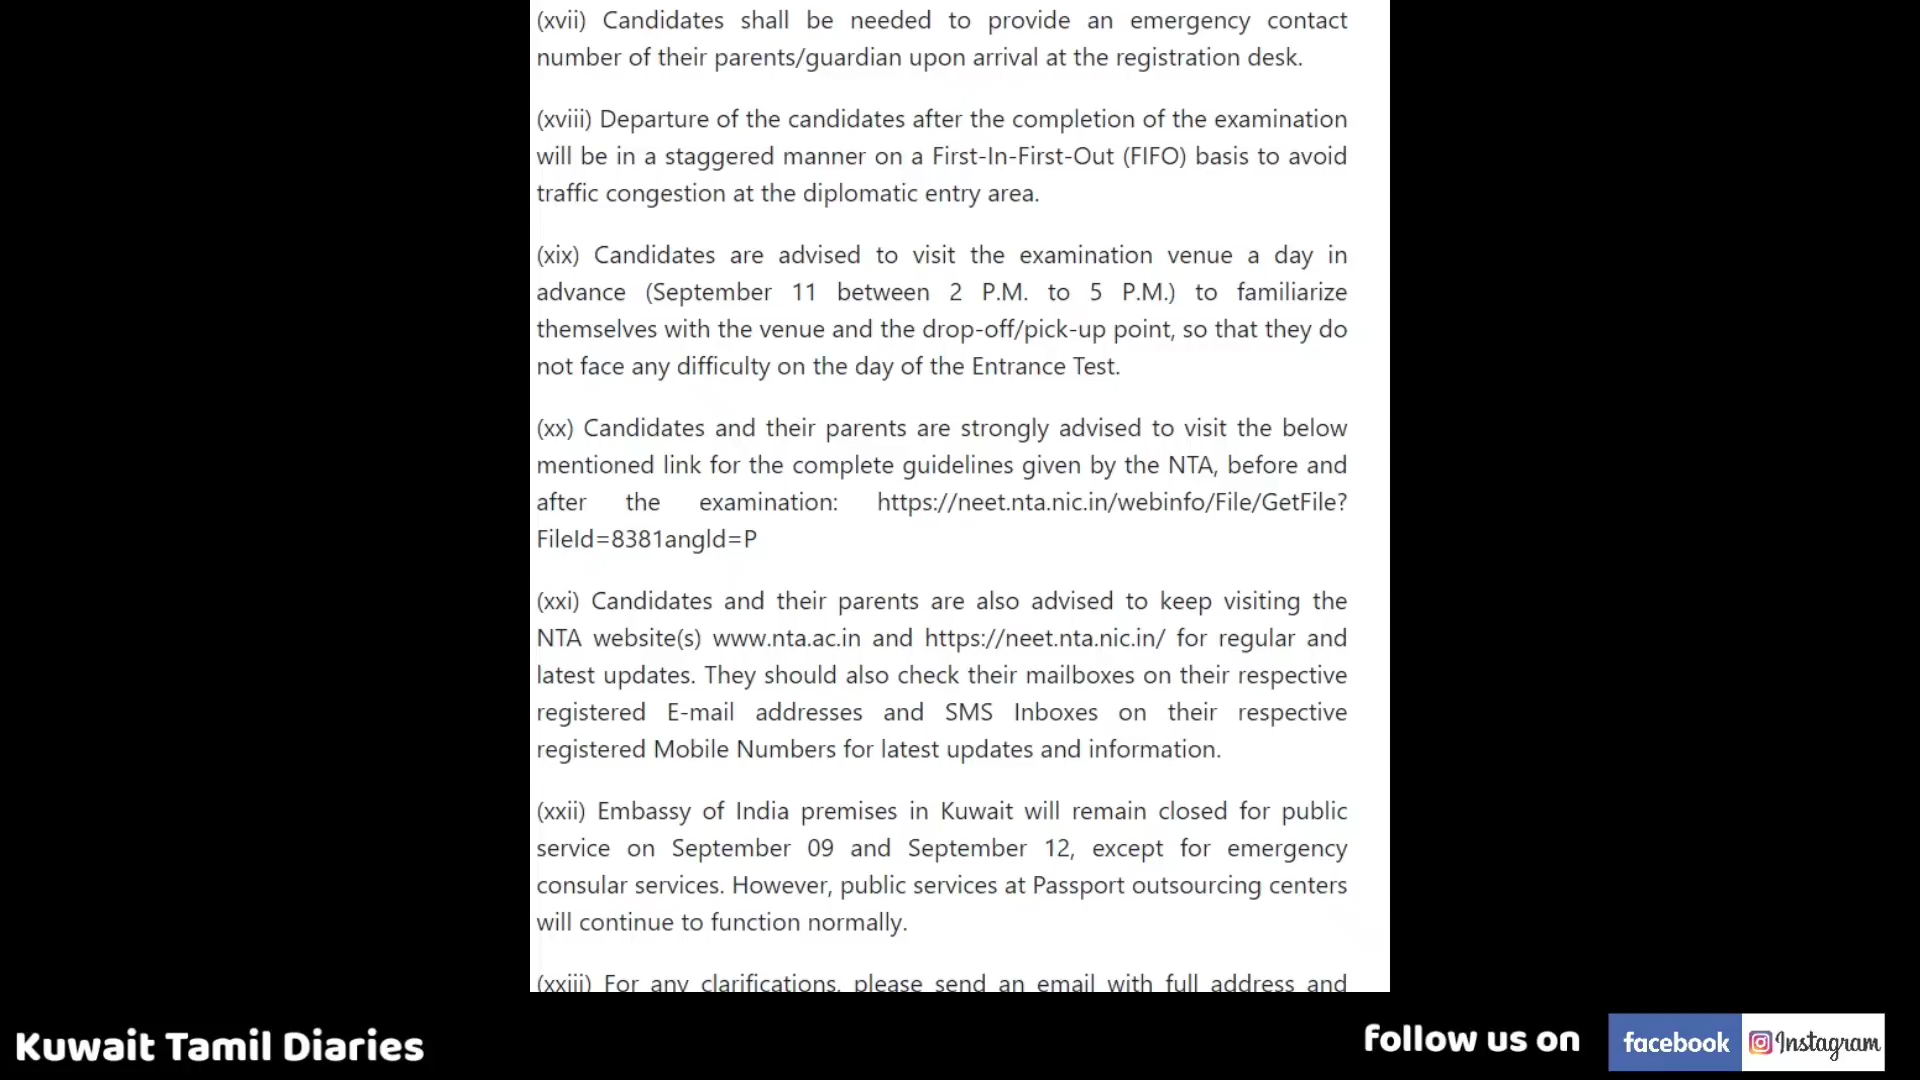 (xvii) Candidates shall be needed to provide an emergency contact
number of their parents/guardian upon arrival at the registration desk.
(xviii) Departure of the candidates after the completion of the examination
will be in a staggered manner on a First-In-First-Out (FIFO) basis to avoid
traffic congestion at the diplomatic entry area.
(xix) Candidates are advised to visit the examination venue a day in
advance (September 11 between 2 P.M. to 5 P.M.) to familiarize
themselves with the venue and the drop-off/pick-up point, so that they do
not face any difficulty on the day of the Entrance Test.
(xx) Candidates and their parents are strongly advised to visit the below
mentioned link for the complete guidelines given by the NTA, before and
after the examination: https://neet.nta.nic.in/webinfo/File/GetFile?
FileId=8381angId=P
(xxi) Candidates and their parents are also advised to keep visiting the
NTA website(s) www.nta.ac.in and https://neet.nta.nic.in/ for regular and
latest updates. They should also check their mailboxes on their respective
registered E-mail addresses and SMS Inboxes on their respective
registered Mobile Numbers for latest updates and information.
(xxii) Embassy of India premises in Kuwait will remain closed for public
service on September 09 and September 12, except for emergency
consular services. However, public services at Passport outsourcing centers
will continue to function normally.
(xxiii) For any clarifications, please send an email with full address and
Kuwait Tamil Diaries
follow us on
facebook
Instagram